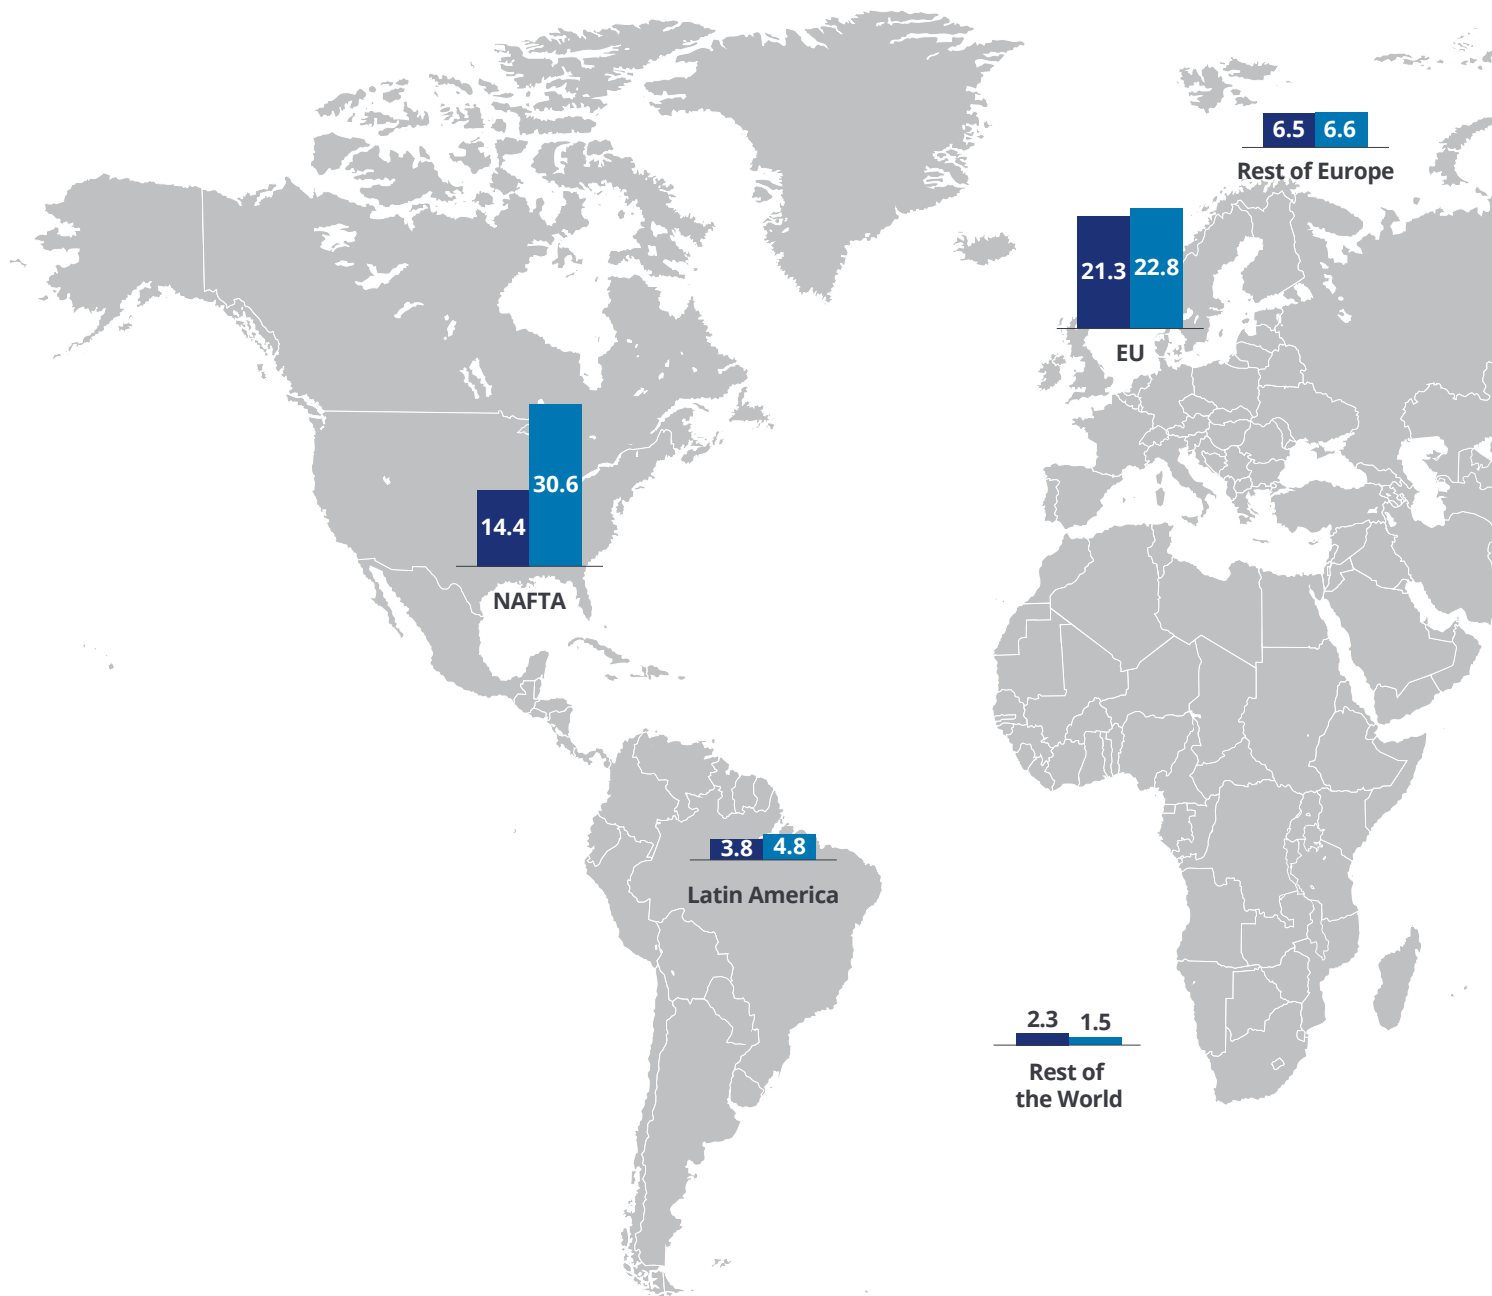 6.5 6.6
Rest of Europe
21.3 22.8
EU
30.6
14.4
NAFTA
3.8 4.8
Latin America
2.3 1.5
Rest of
the World